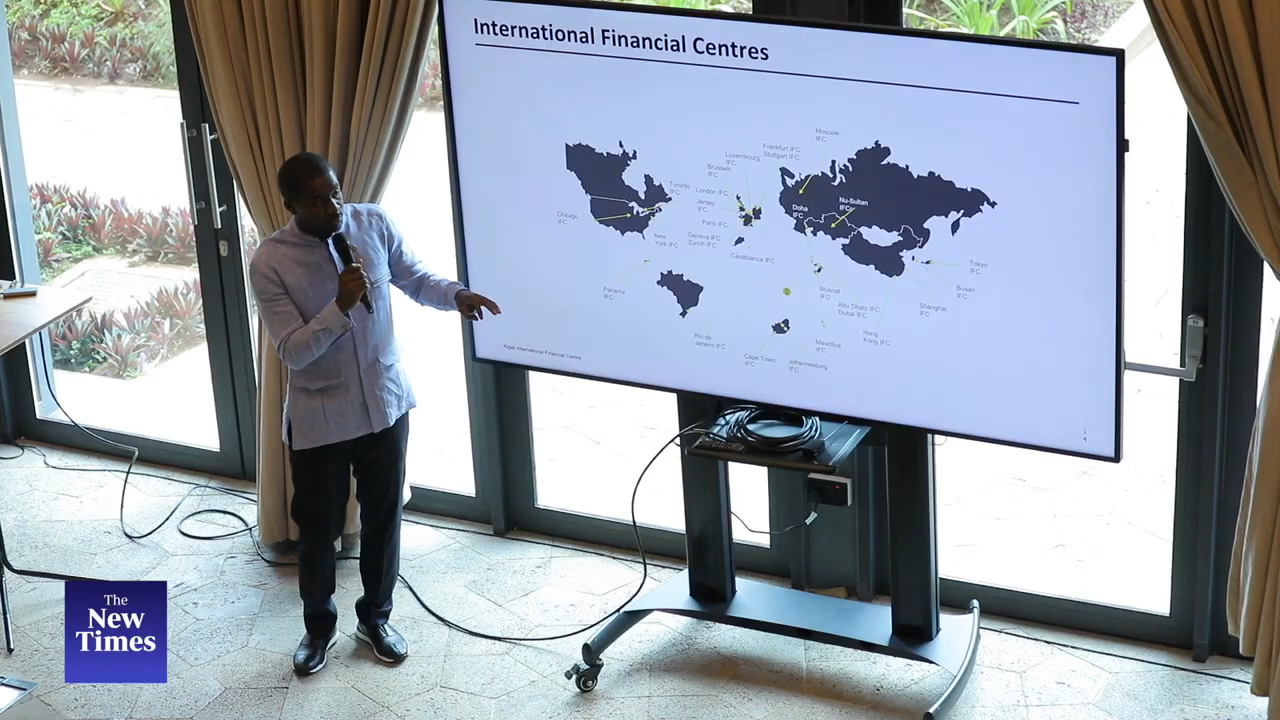 International Financial Centres
Moscow
IFC
Frankfurt IFC
Stuttgart IFC
Luxembourg
IFC
Brussels
IFC
Toronto
IFC
London IFC
Jersey
IFC
Doha
IFC
Nu-Sultan
IFC
Chicago
IFC
Paris IFC
New
York IFC
Geneva IFC
Zurich IFC
Casablanca IFC
Tokyo
IFC
Panama
IFC
Muscat
IFC
Busan
IFC
Abu Dhabi IFC
Dubai IFC
Shanghai
IFC
Rio de
Janeiro IFC
Mauritius
IFC
Hong
Kong IFC
Cape Town
IFC
Johannesburg
IFC
Kigali International Financial Centre
1
4
The
New
Times